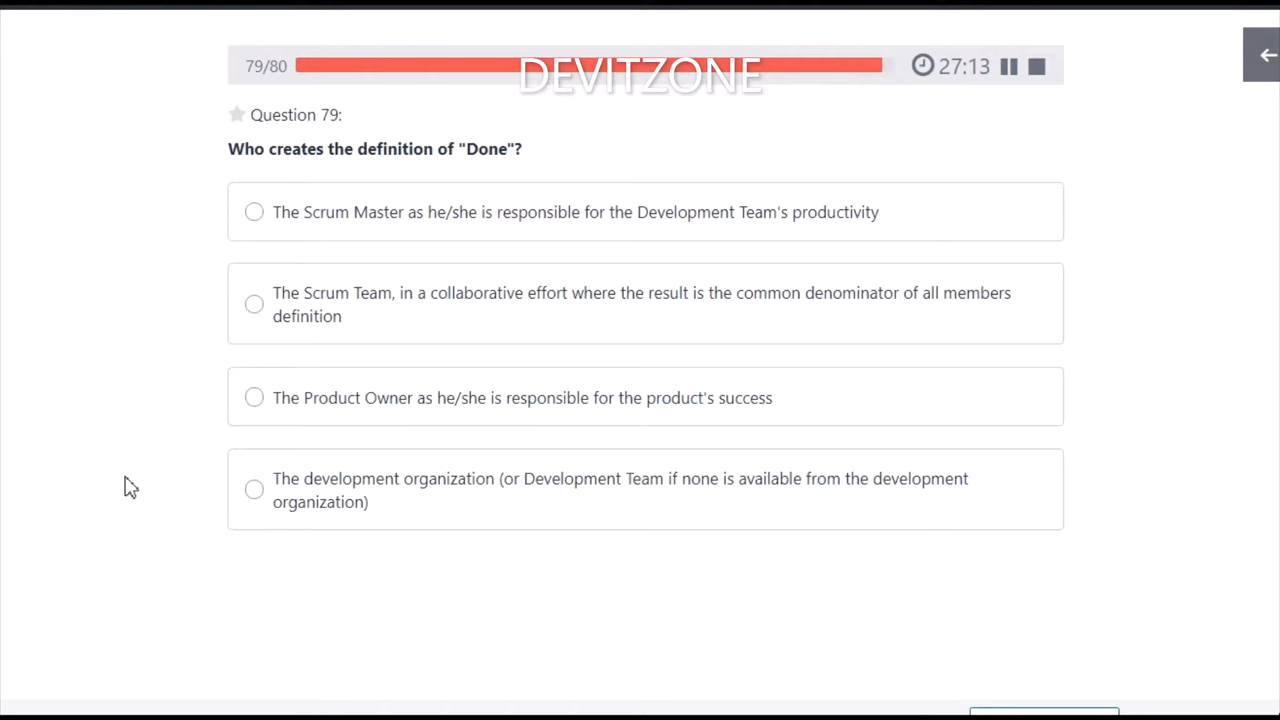 79/80
DEVITZONE
27:13
Question 79:
Who creates the definition of "Done"?
The Scrum Master as he/she is responsible for the Development Team's productivity
The Scrum Team, in a collaborative effort where the result is the common denominator of all members
definition
The Product Owner as he/she is responsible for the product's success
The development organization (or Development Team if none is available from the development
organization)